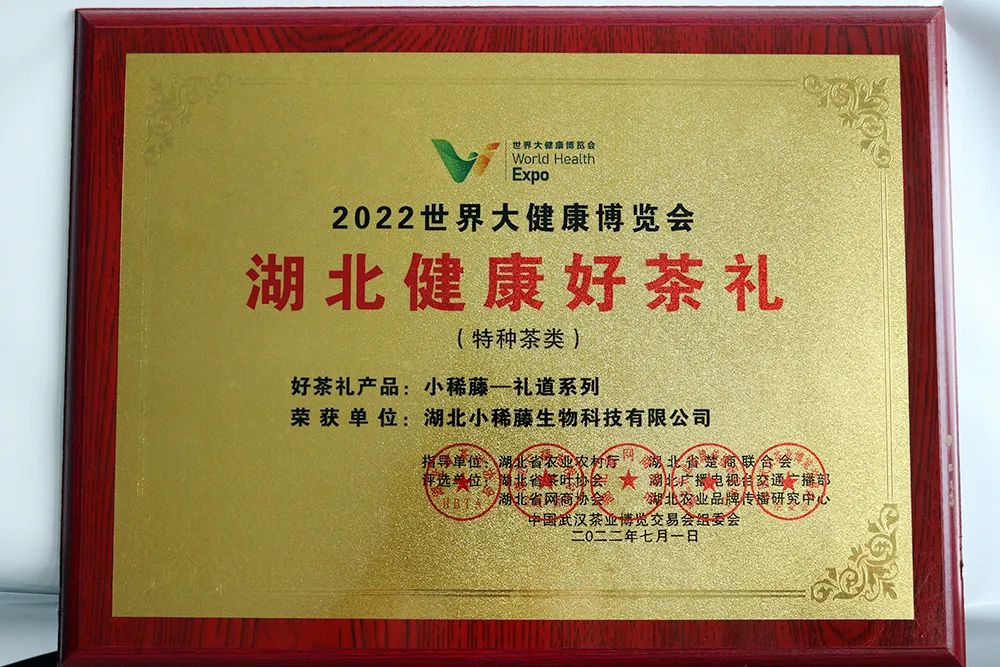 世界大健康博览会
World Health
Expo
2022世界大健康博览会
湖北健康好茶礼
（特种茶类）
好茶礼产品：小稀藤—礼道系列
荣获单位：湖北小稀藤生物科技有限公司
指导单位：湖北省农业农村厅 湖北省楚商联合会
评选单位：湖北省茶叶协会 湖北广播电视台交通广播部
湖北省网商协会 湖北农业品牌传播研究中心
中国武汉茶业博览交易会组委会
二〇二二年七月一日